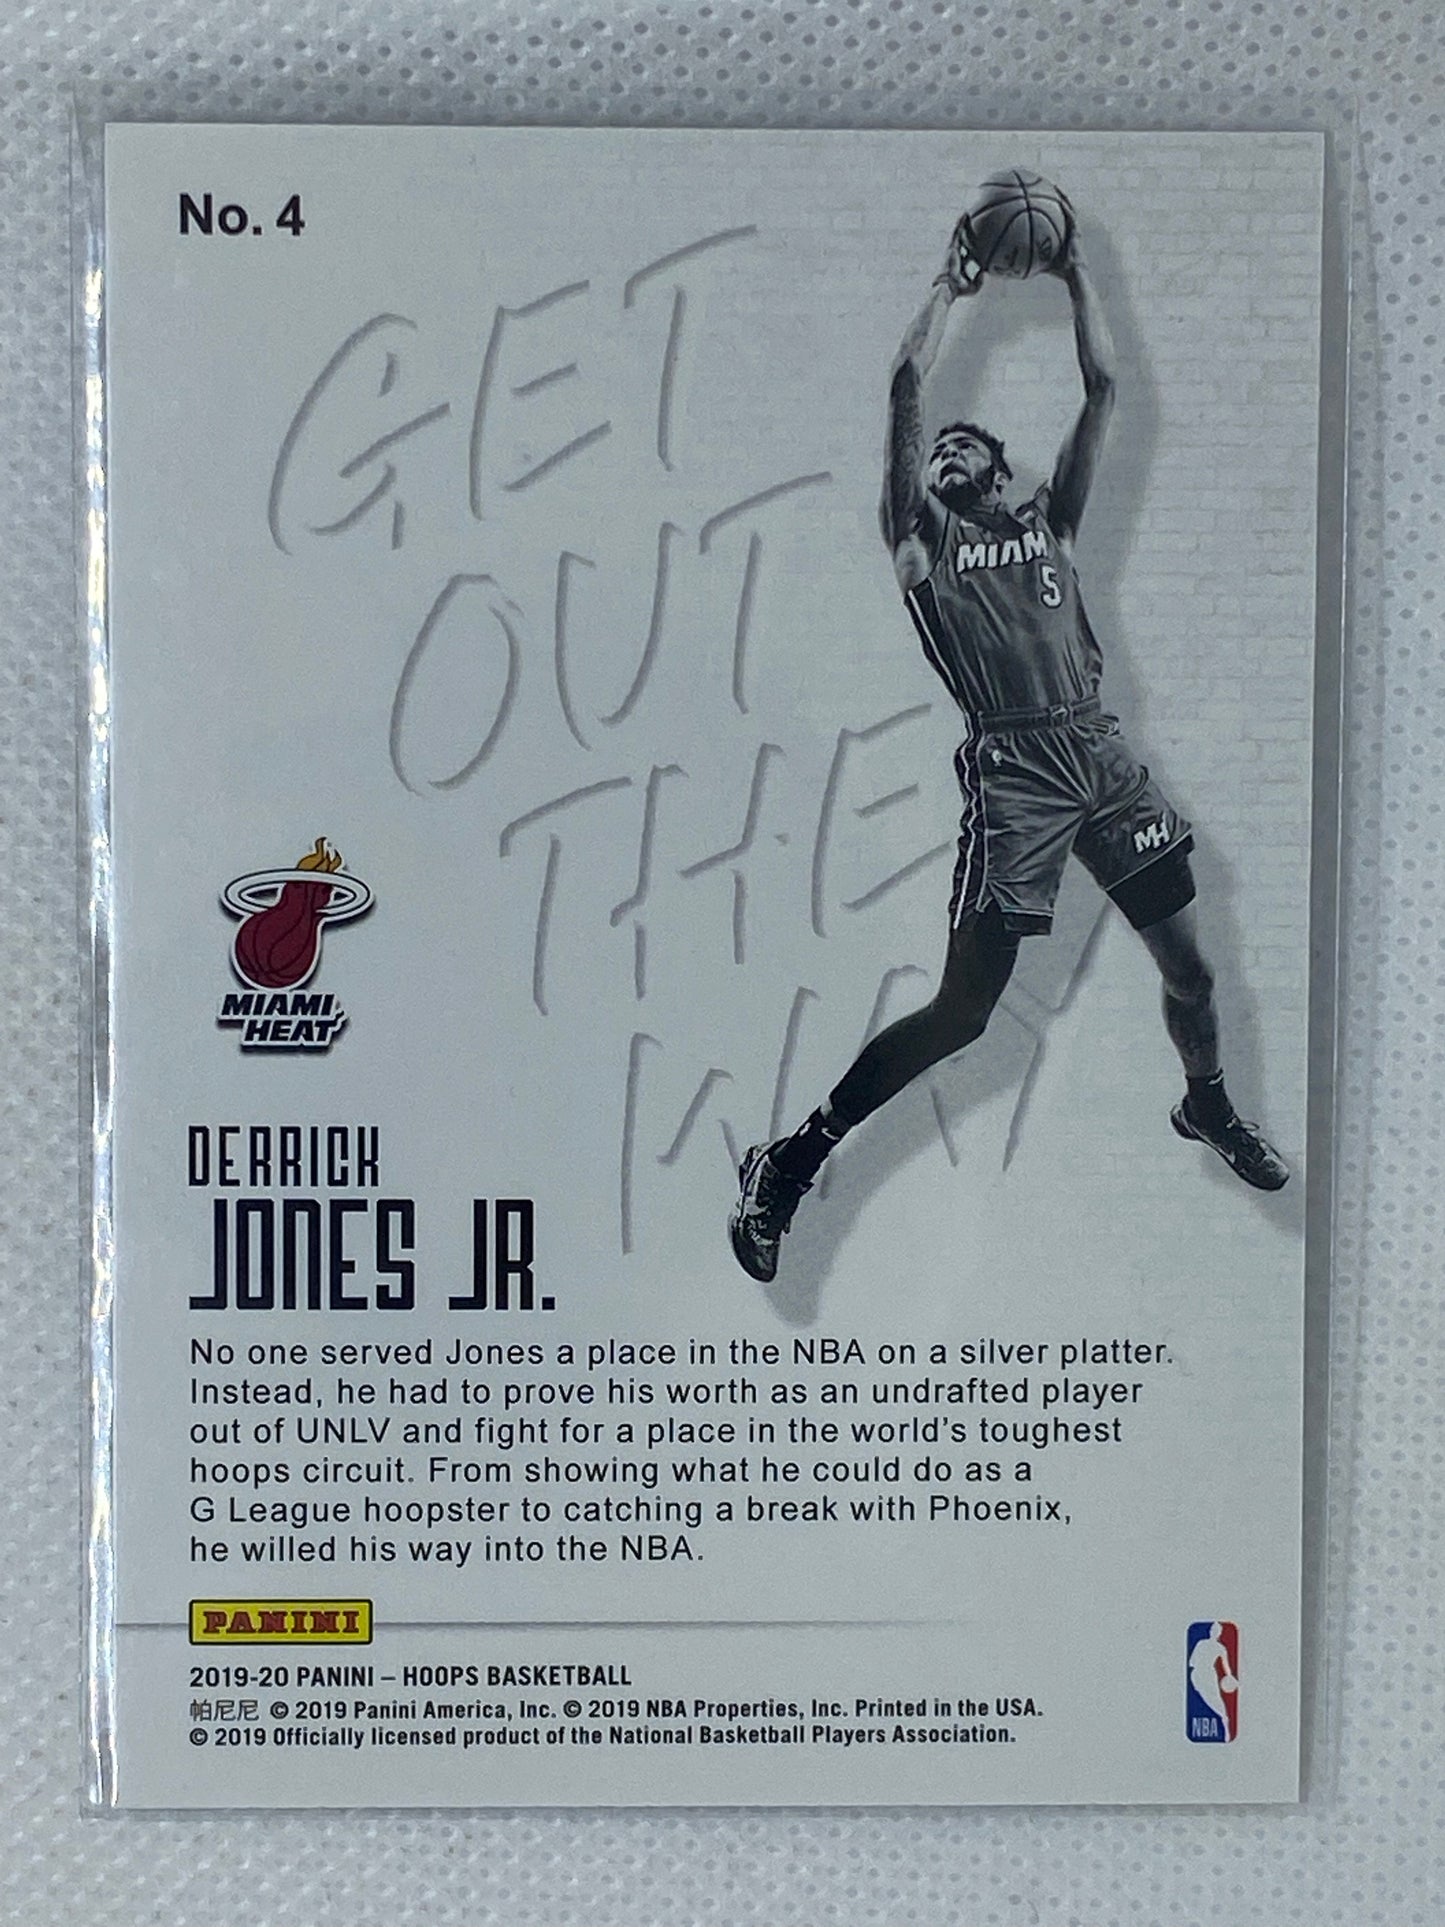 No. 4
GET
OUT
THE
WAY
MIAMI
5
MH
MIAMI
HEAT
DERRICK
JONES JR.
No one served Jones a place in the NBA on a silver platter.
Instead, he had to prove his worth as an undrafted player
out of UNLV and fight for a place in the world's toughest
hoops circuit. From showing what he could do as a
G League hoopster to catching a break with Phoenix,
he willed his way into the NBA.
PANINI
2019-20 PANINI – HOOPS BASKETBALL
帕尼尼 © 2019 Panini America, Inc. © 2019 NBA Properties, Inc. Printed in the USA.
© 2019 Officially licensed product of the National Basketball Players Association.
NBA